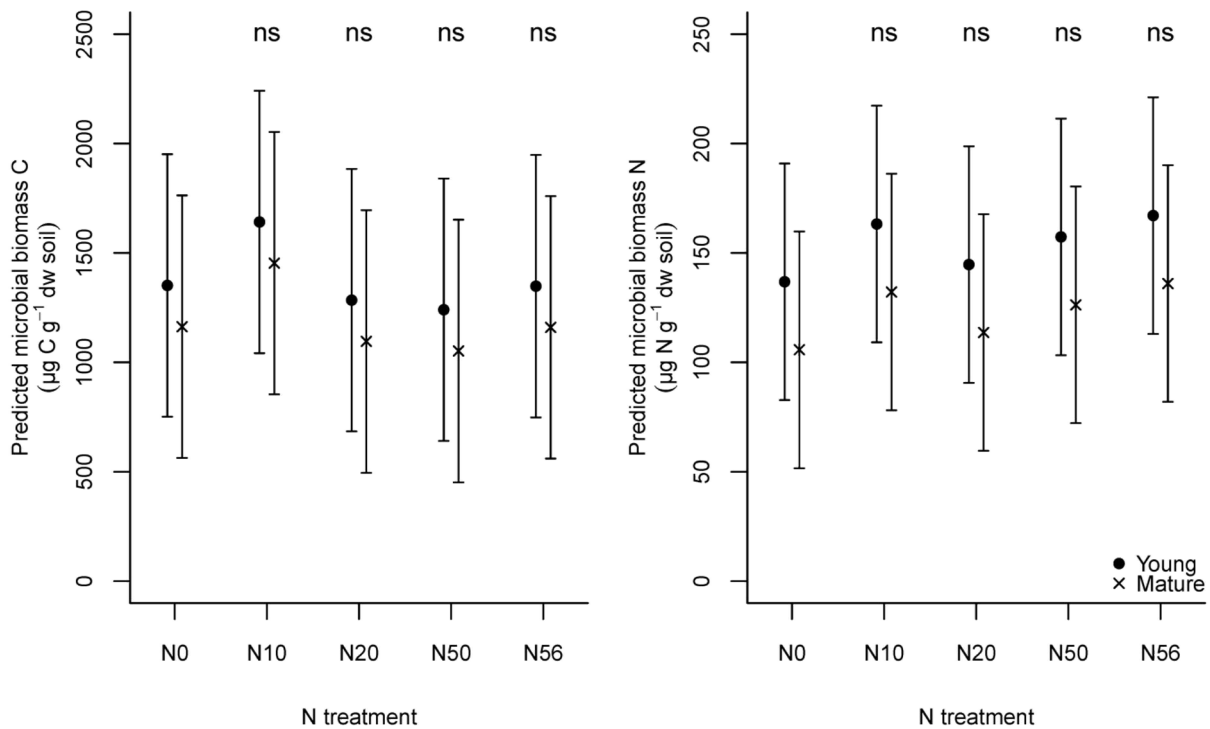 Predicted microbial biomass C
(µg C g⁻¹ dw soil)
2500
2000
1500
1000
500
0
ns ns ns ns
N0 N10 N20 N50 N56
N treatment
Predicted microbial biomass N
(µg N g⁻¹ dw soil)
250
200
150
100
50
0
ns ns ns ns
Young
Mature
N0 N10 N20 N50 N56
N treatment